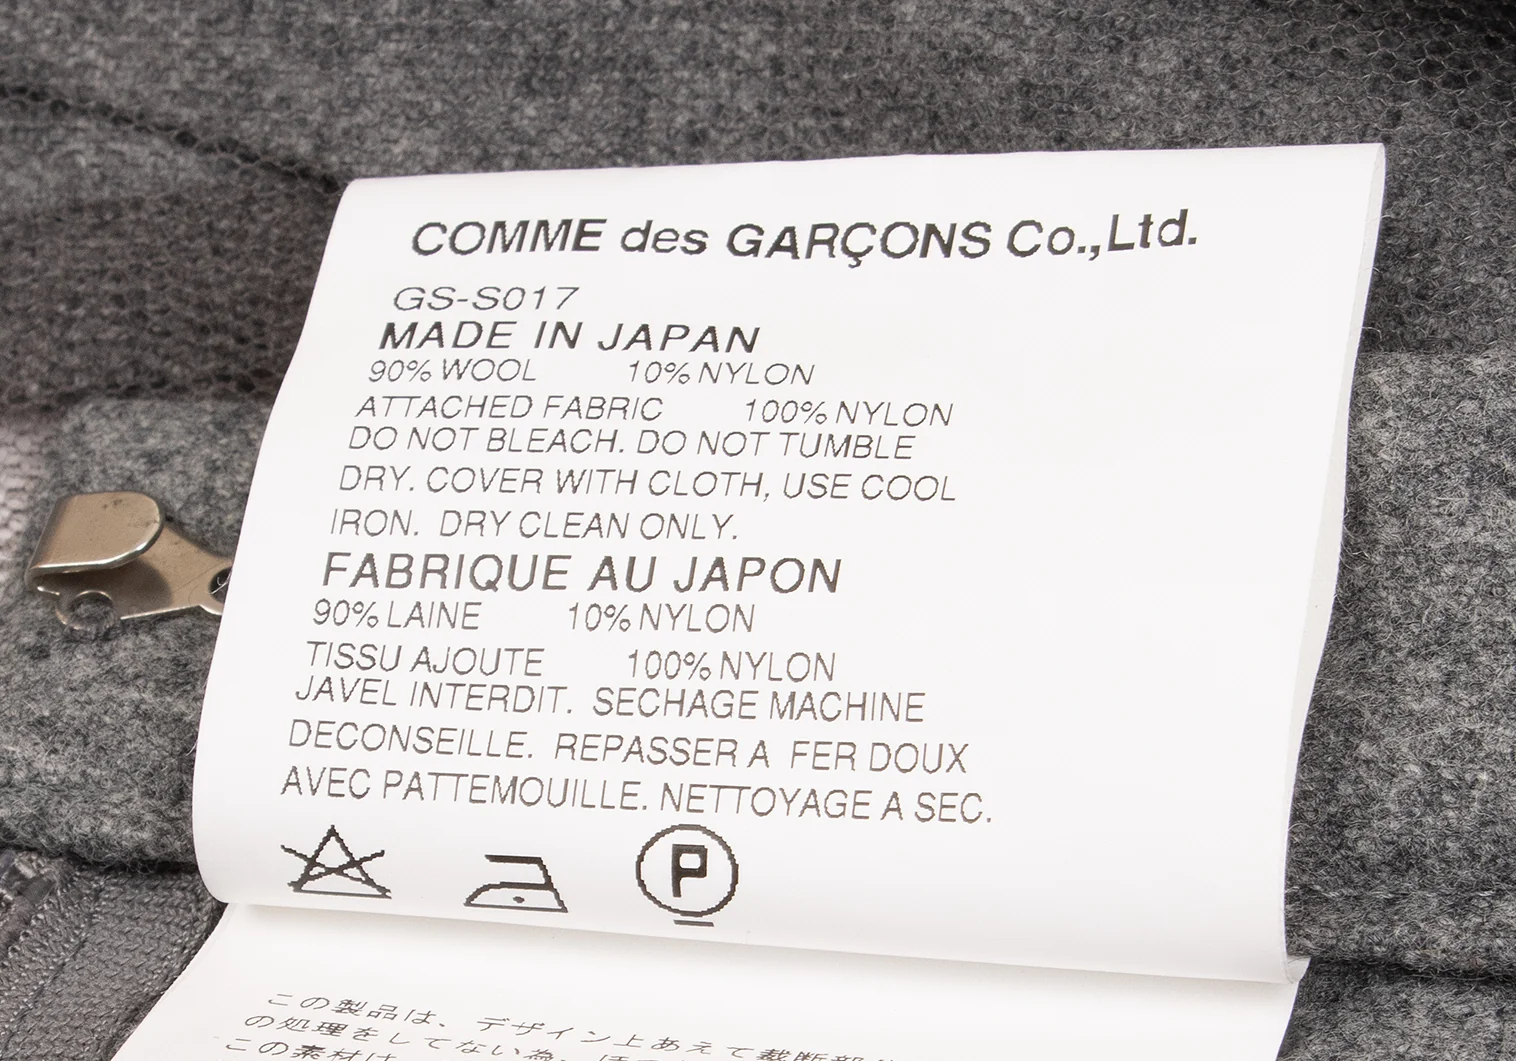 COMME des GARÇONS Co.,Ltd.
GS-S017
MADE IN JAPAN
90% WOOL 10% NYLON
ATTACHED FABRIC 100% NYLON
DO NOT BLEACH. DO NOT TUMBLE
DRY. COVER WITH CLOTH, USE COOL
IRON. DRY CLEAN ONLY.
FABRIQUE AU JAPON
90% LAINE 10% NYLON
TISSU AJOUTE 100% NYLON
JAVEL INTERDIT. SECHAGE MACHINE
DECONSEILLE. REPASSER A FER DOUX
AVEC PATTEMOUILLE. NETTOYAGE A SEC.
P
この製品は、デザイン上あえて裁断部
の処理をしてない為、
この素材は